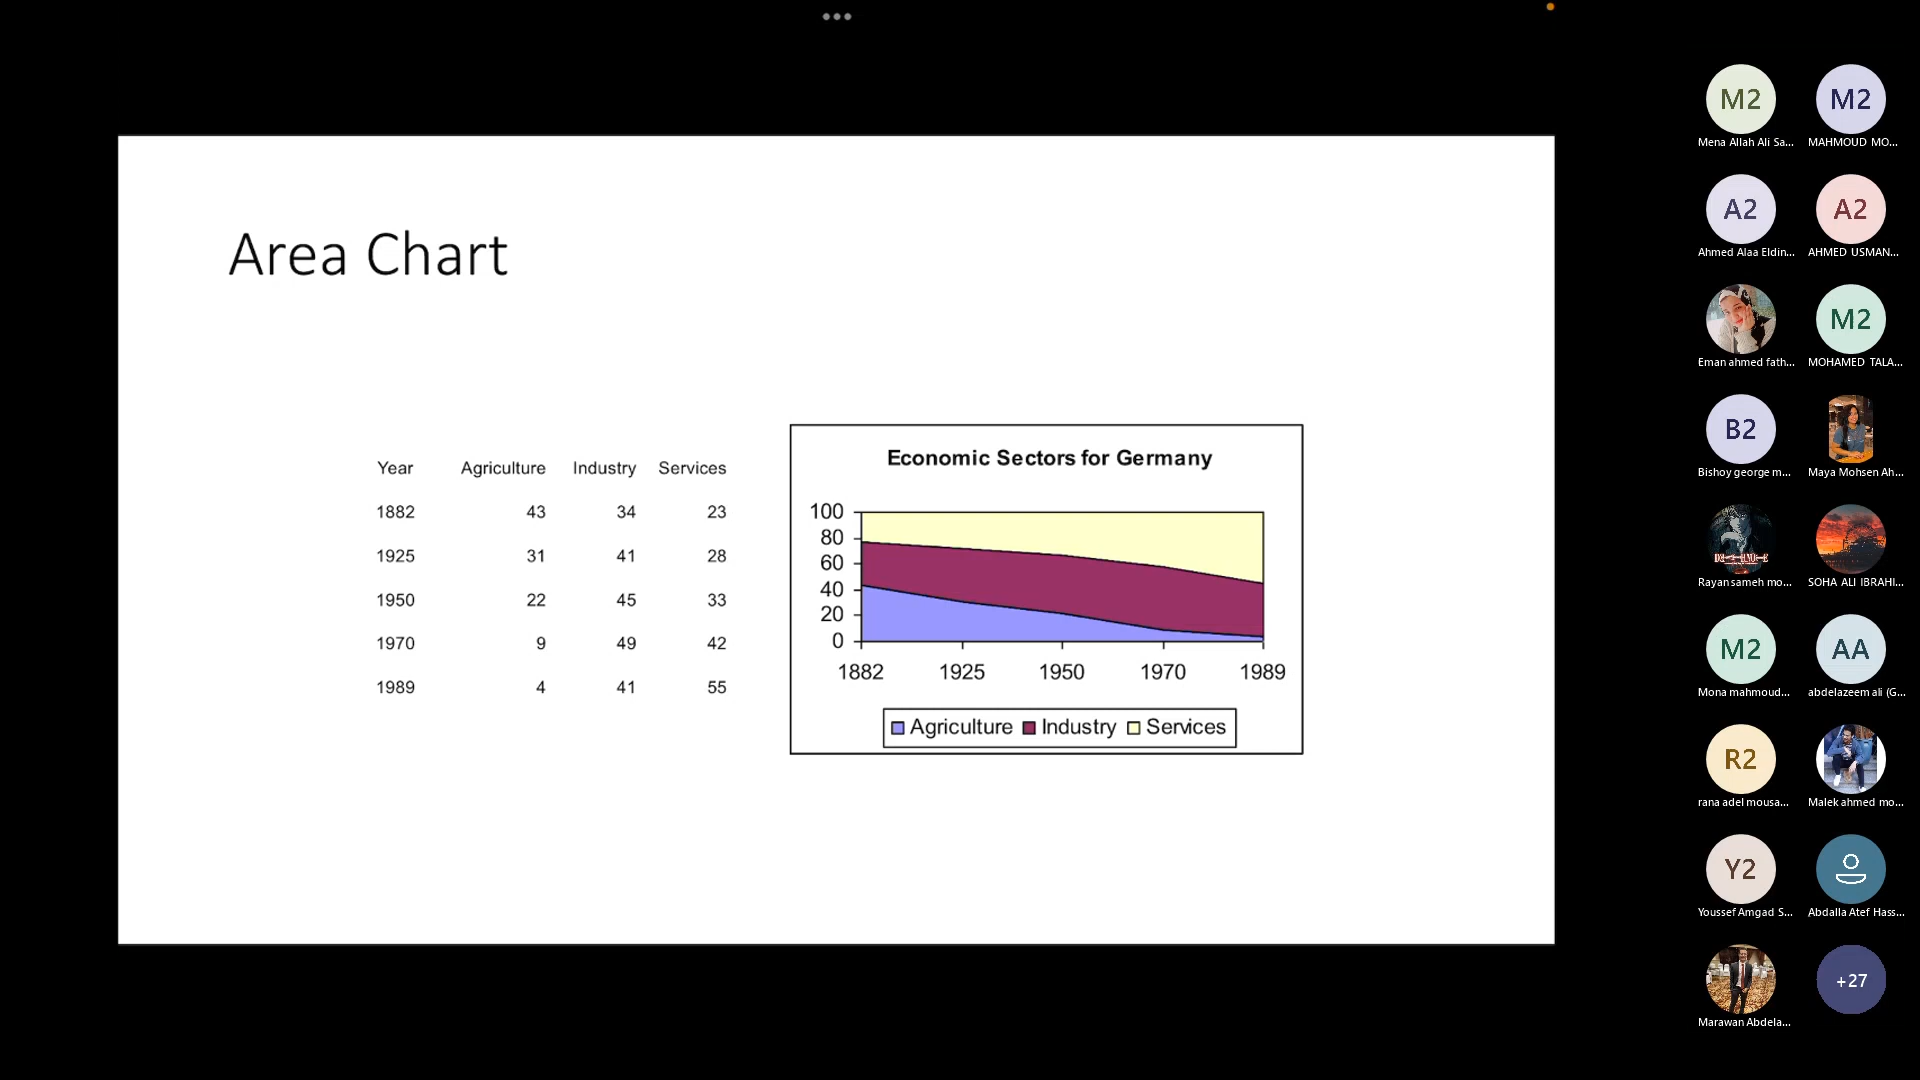 Area Chart
Year Agriculture Industry Services
1882 43 34 23
1925 31 41 28
1950 22 45 33
1970 9 49 42
1989 4 41 55
Economic Sectors for Germany
100
80
60
40
20
0
1882 1925 1950 1970 1989
Agriculture Industry Services
M2 M2
Mena Allah Ali Sa... MAHMOUD MO...
A2 A2
Ahmed Alaa Eldin... AHMED USMAN...
M2
Eman ahmed fath... MOHAMED TALA...
B2
Bishoy george m... Maya Mohsen Ah...
Rayan sameh mo... SOHA ALI IBRAHI...
M2 AA
Mona mahmoud... abdelazeem ali (G...
R2
rana adel mousa... Malek ahmed mo...
Y2
Youssef Amgad S... Abdalla Atef Hass...
+27
Marawan Abdela...